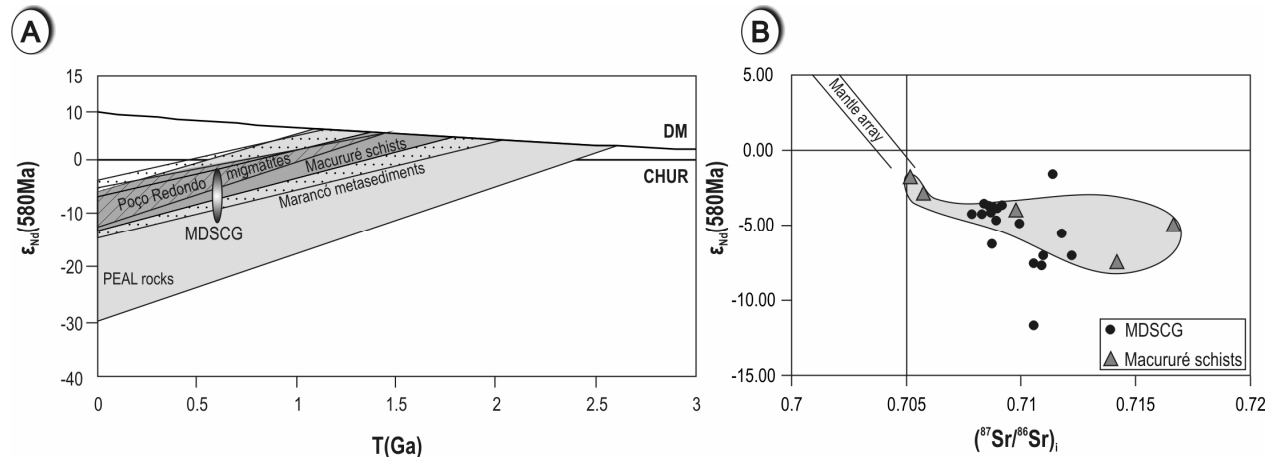 A
15
10
0
-10
-20
-30
-40
εNd(580Ma)
DM
CHUR
Poço Redondo migmatites
Macururé schists
Marancó metasediments
MDSCG
PEAL rocks
0
0.5
1
1.5
2
2.5
3
T(Ga)
B
5.00
0.00
-5.00
-10.00
-15.00
εNd(580Ma)
Mantle array
MDSCG
Macururé schists
0.7
0.705
0.71
0.715
0.72
(87Sr/86Sr)i